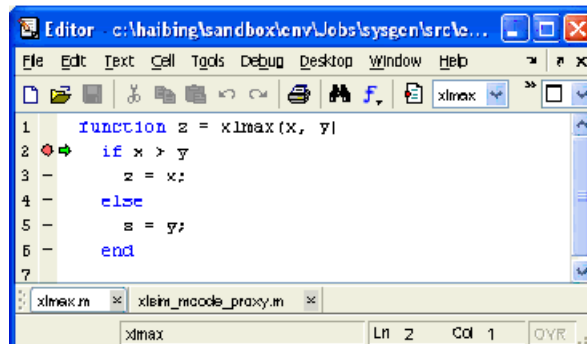 Editor - c:\haibing\sandbox\env\Jobs\sysgen\src\e...
File Edit Text Cell Tools Debug Desktop Window Help
xlmax
1 function z = xlmax(x, y)
2 if x > y
3 - z = x;
4 - else
5 - z = y;
6 - end
7
xlmax.m xlsim_mcode_proxy.m
xlmax Ln 2 Col 1 OVR